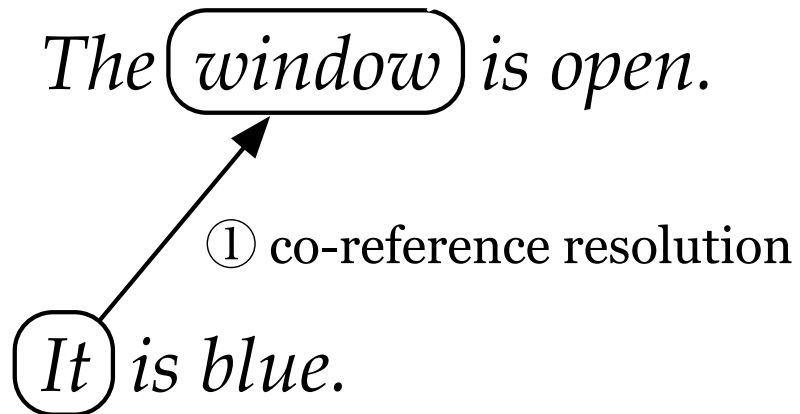 The window is open.
① co-reference resolution
It is blue.